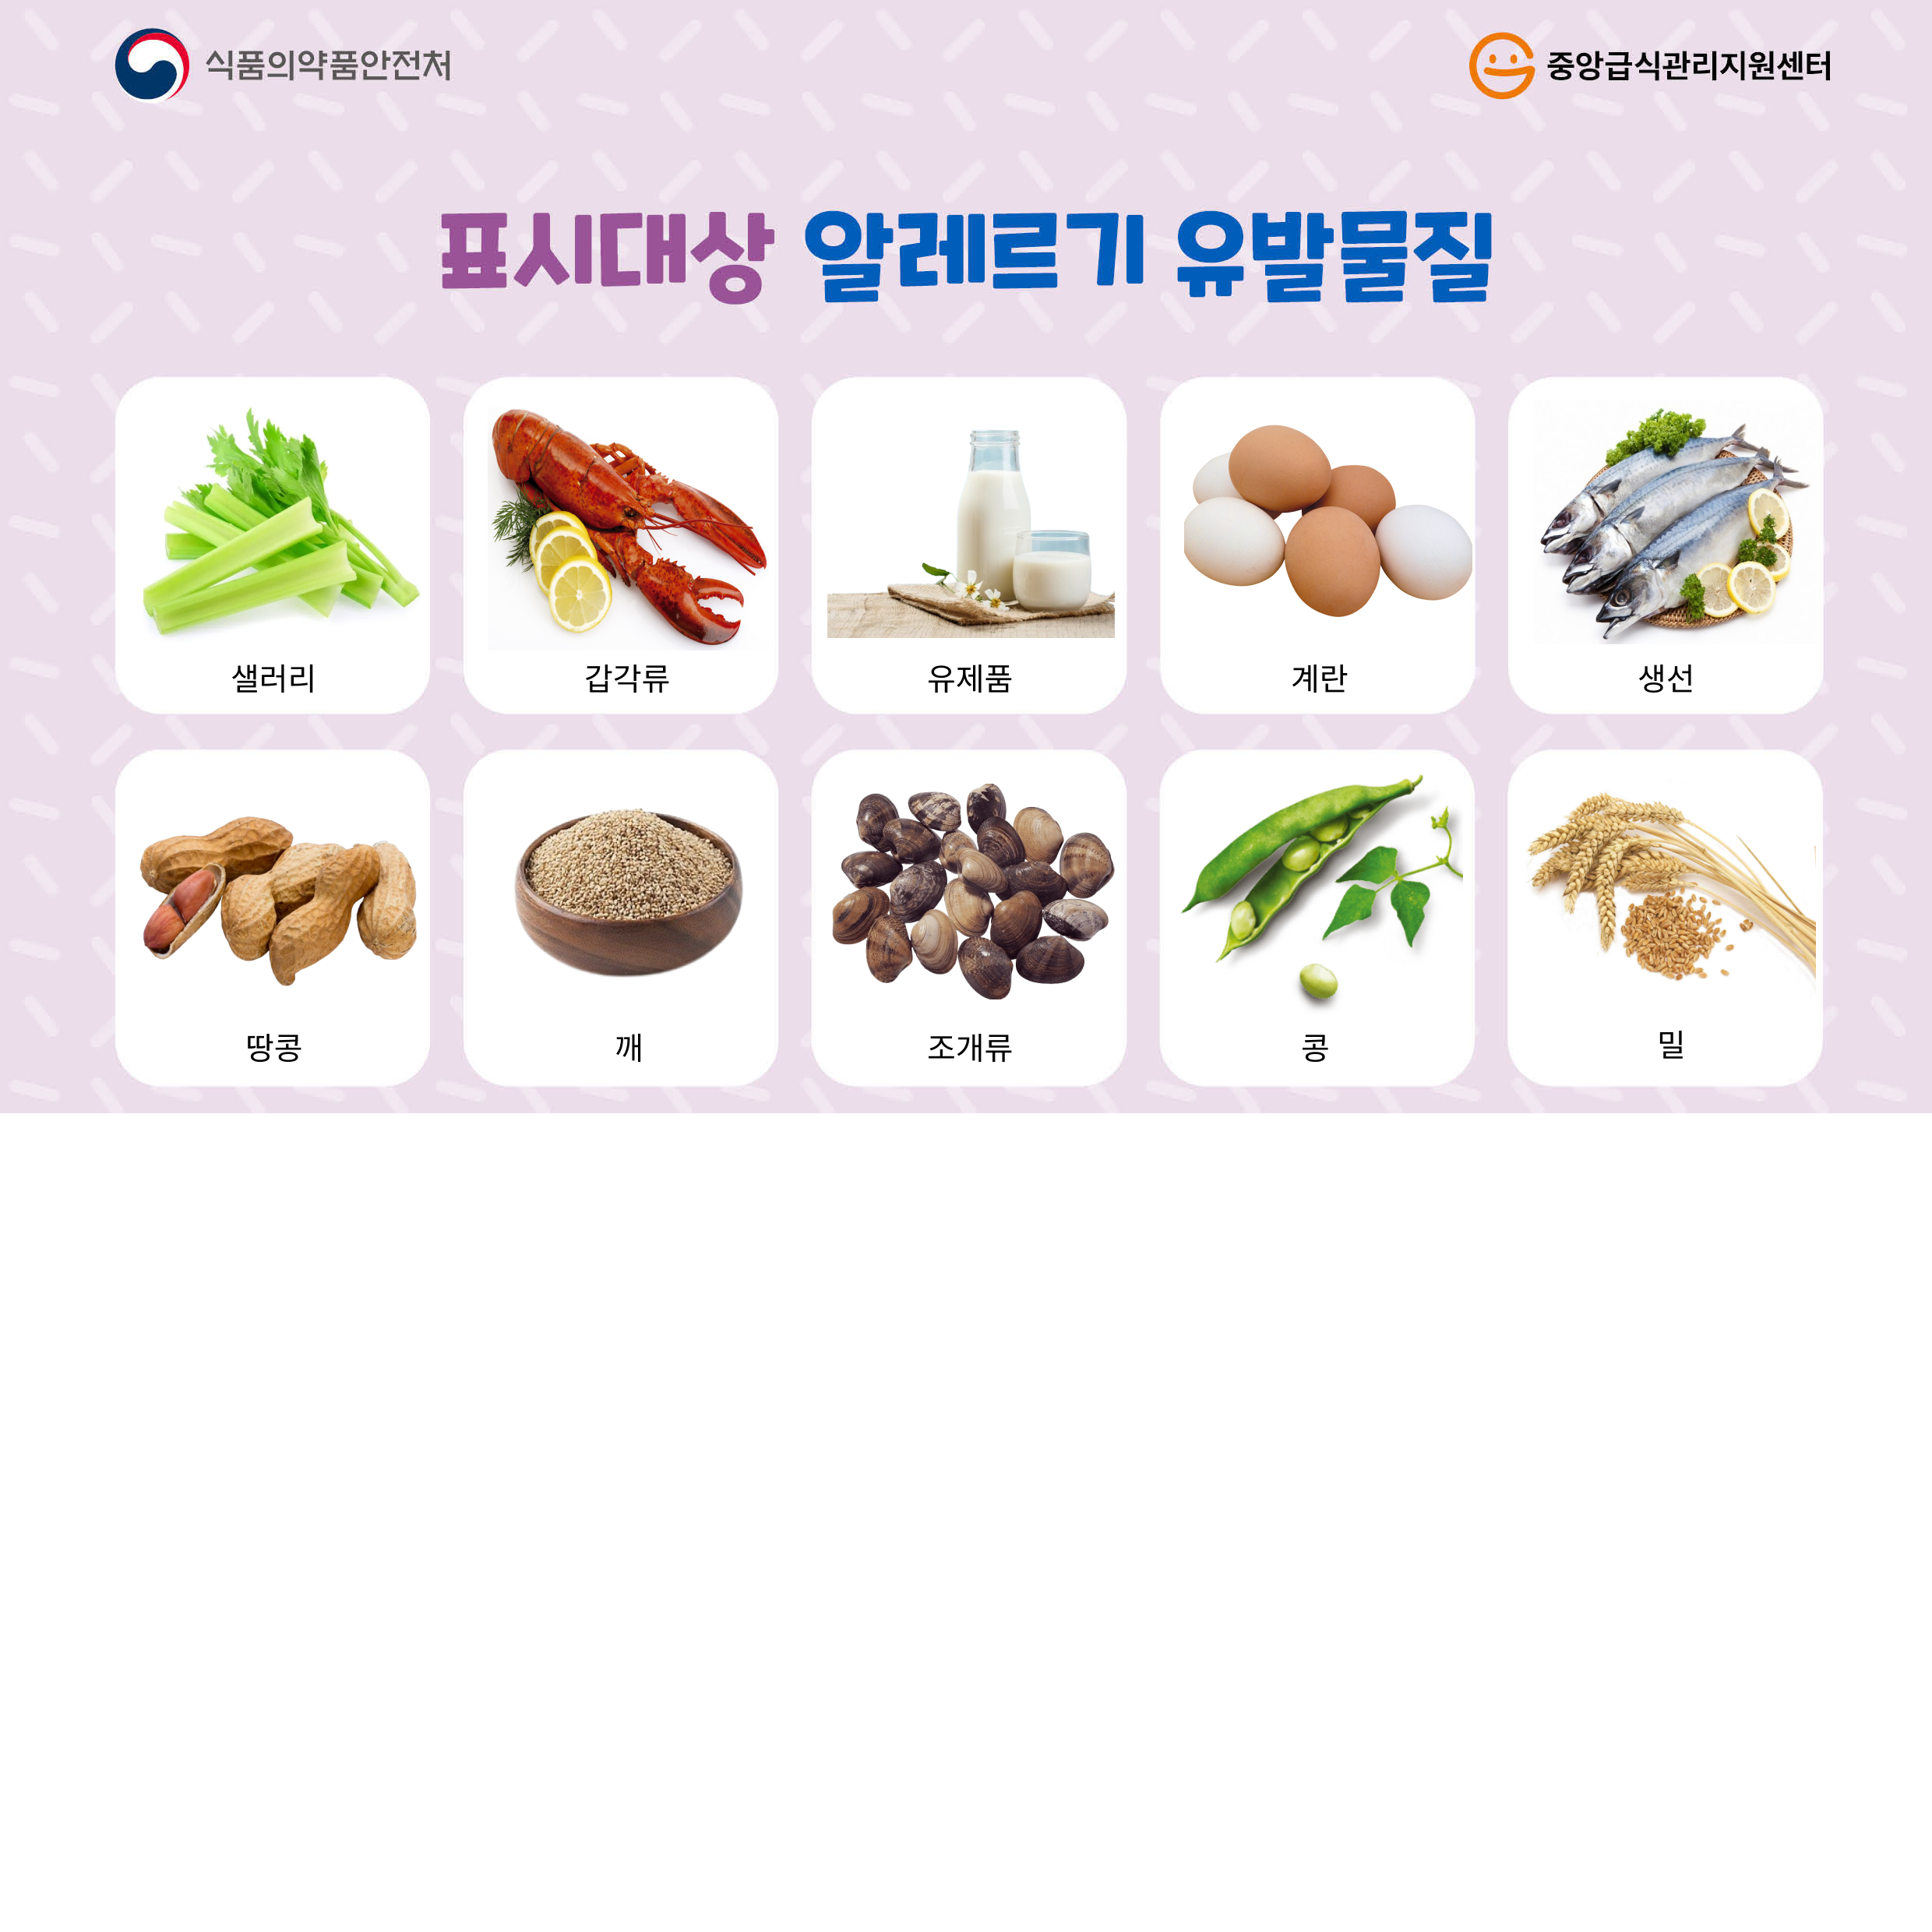 식품의약품안전처
중앙급식관리지원센터
표시대상 알레르기 유발물질
샐러리
갑각류
유제품
계란
생선
땅콩
깨
조개류
콩
밀